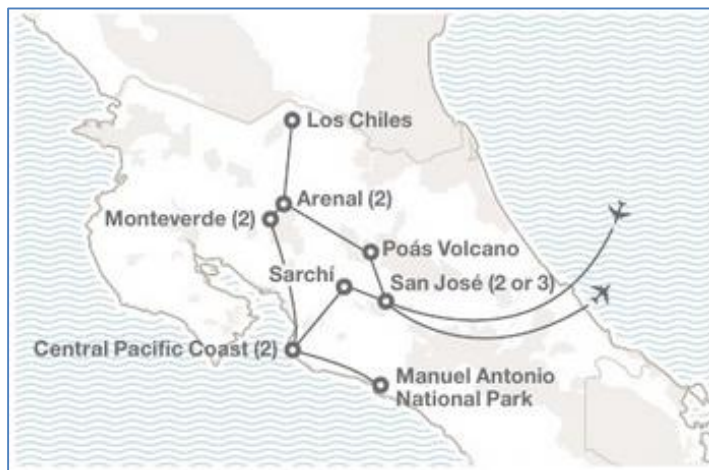 Los Chiles
Arenal (2)
Monteverde (2)
Poás Volcano
Sarchí
San José (2 or 3)
Central Pacific Coast (2)
Manuel Antonio
National Park